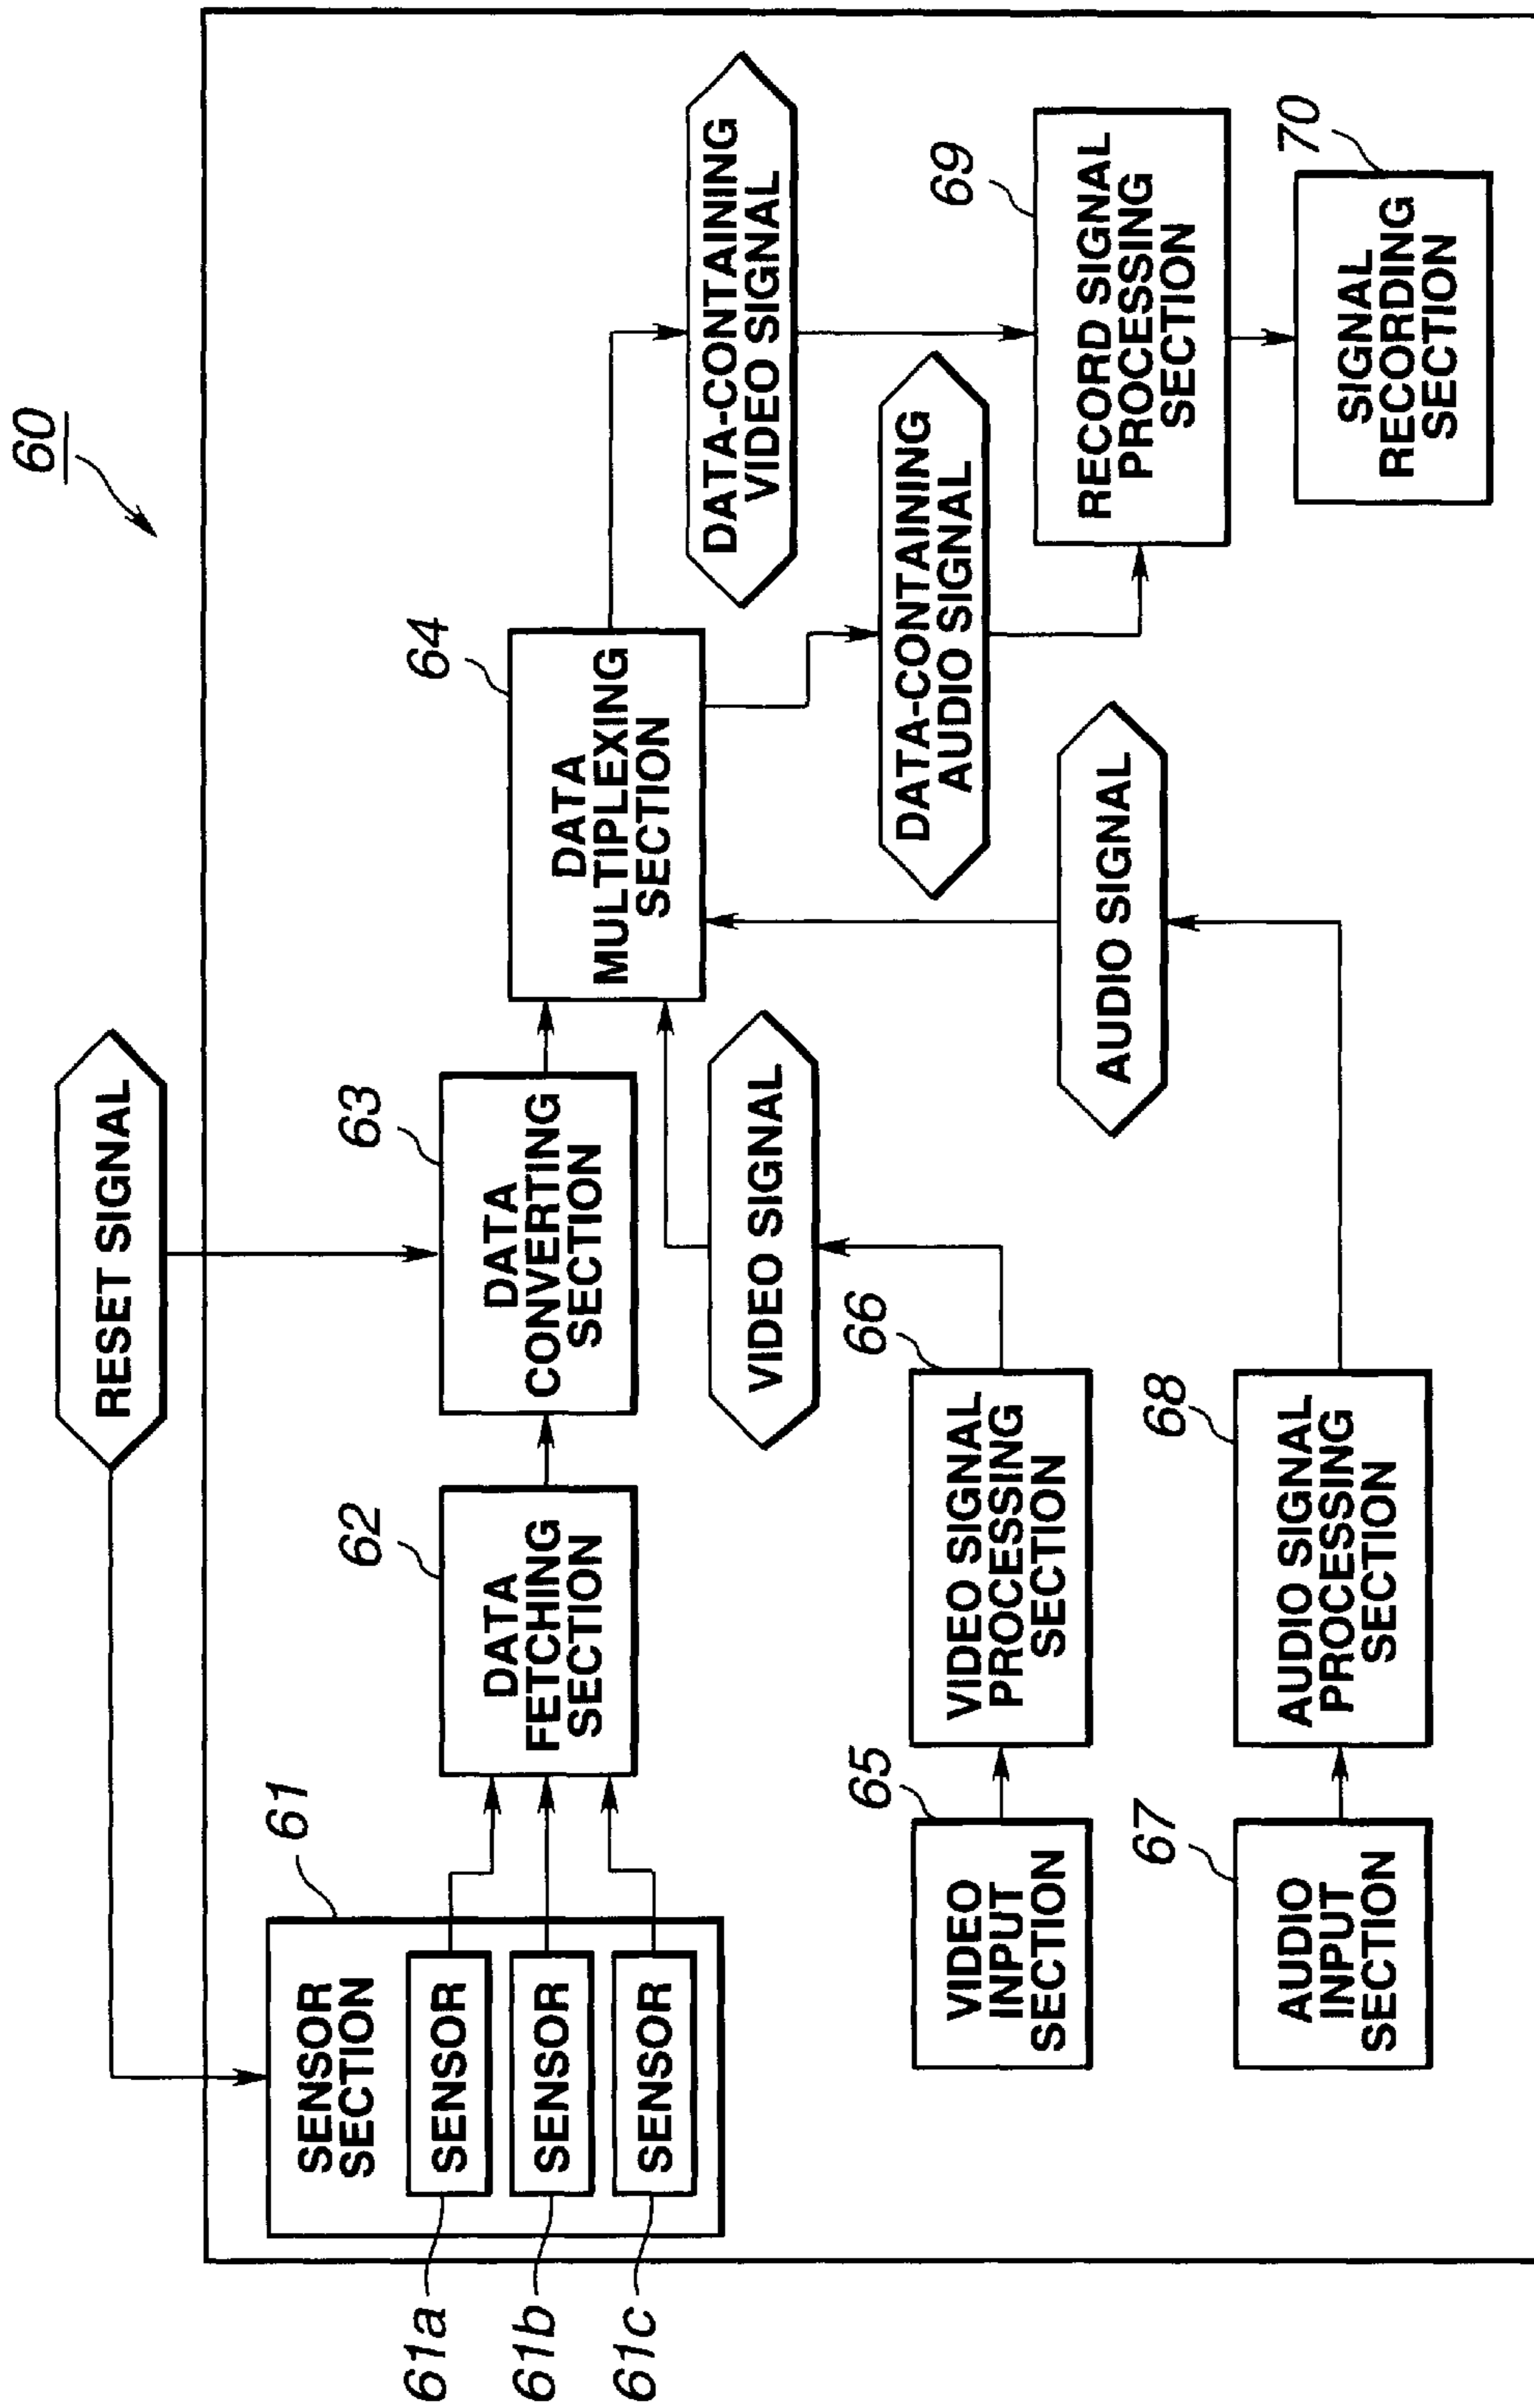 60
RESET SIGNAL
61
SENSOR
SECTION
61a
SENSOR
61b
SENSOR
61c
SENSOR
62
DATA
FETCHING
SECTION
63
DATA
CONVERTING
SECTION
64
DATA
MULTIPLEXING
SECTION
DATA-CONTAINING
VIDEO SIGNAL
VIDEO SIGNAL
DATA-CONTAINING
AUDIO SIGNAL
65
VIDEO
INPUT
SECTION
66
VIDEO SIGNAL
PROCESSING
SECTION
AUDIO SIGNAL
69
RECORD SIGNAL
PROCESSING
SECTION
67
AUDIO
INPUT
SECTION
68
AUDIO SIGNAL
PROCESSING
SECTION
70
SIGNAL
RECORDING
SECTION